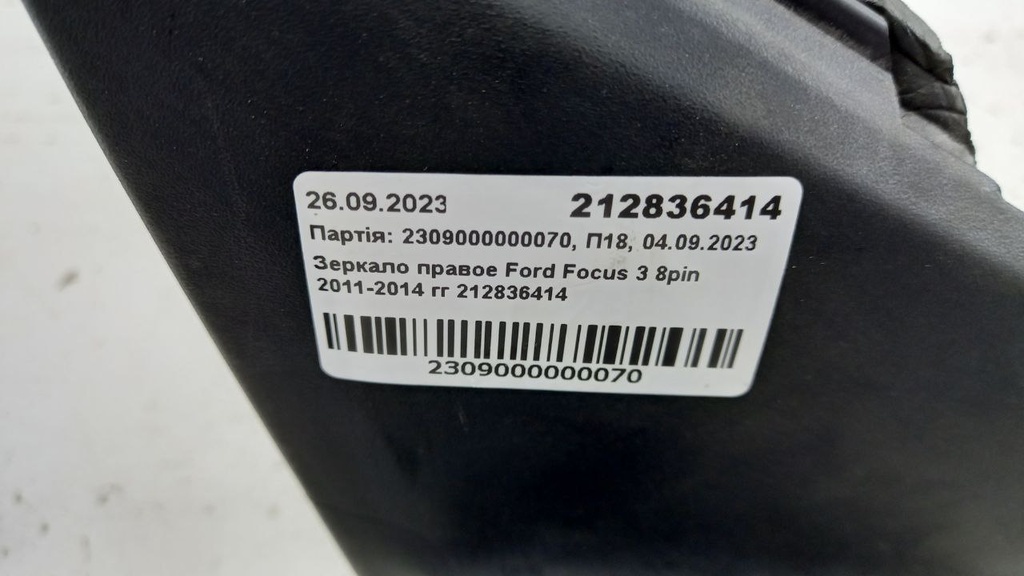 26.09.2023 212836414
Партія: 2309000000070, П18, 04.09.2023
Зеркало правое Ford Focus 3 8pin
2011-2014 гг 212836414
2309000000070